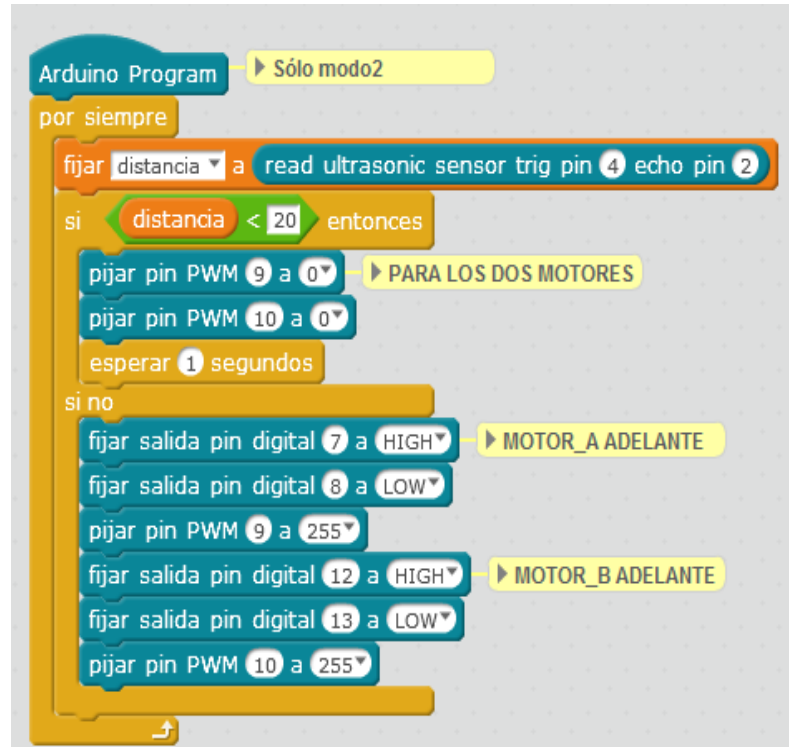 Arduino Program Sólo modo2
por siempre
fijar distancia a read ultrasonic sensor trig pin 4 echo pin 2
si distancia < 20 entonces
pijar pin PWM 9 a 0 PARA LOS DOS MOTORES
pijar pin PWM 10 a 0
esperar 1 segundos
si no
fijar salida pin digital 7 a HIGH MOTOR_A ADELANTE
fijar salida pin digital 8 a LOW
pijar pin PWM 9 a 255
fijar salida pin digital 12 a HIGH MOTOR_B ADELANTE
fijar salida pin digital 13 a LOW
pijar pin PWM 10 a 255